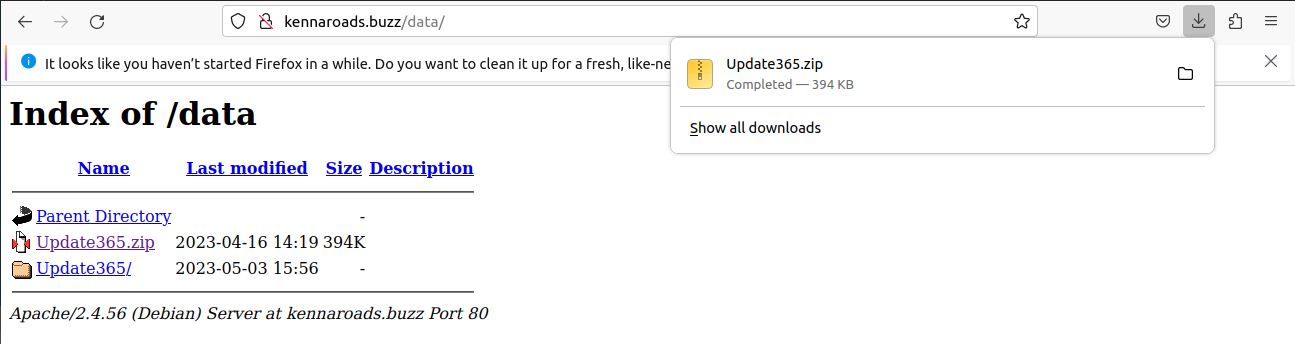 kennaroads.buzz/data/
It looks like you haven't started Firefox in a while. Do you want to clean it up for a fresh, like-ne
Update365.zip
Completed — 394 KB
Show all downloads
Index of /data
Name Last modified Size Description
Parent Directory -
Update365.zip 2023-04-16 14:19 394K
Update365/ 2023-05-03 15:56 -
Apache/2.4.56 (Debian) Server at kennaroads.buzz Port 80